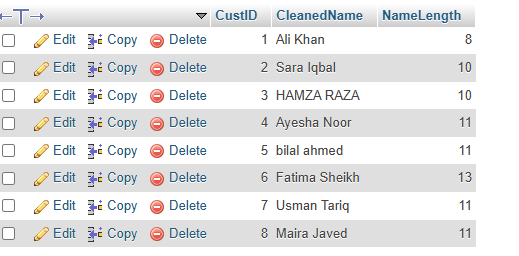 CustID CleanedName NameLength
Edit Copy Delete 1 Ali Khan 8
Edit Copy Delete 2 Sara Iqbal 10
Edit Copy Delete 3 HAMZA RAZA 10
Edit Copy Delete 4 Ayesha Noor 11
Edit Copy Delete 5 bilal ahmed 11
Edit Copy Delete 6 Fatima Sheikh 13
Edit Copy Delete 7 Usman Tariq 11
Edit Copy Delete 8 Maira Javed 11